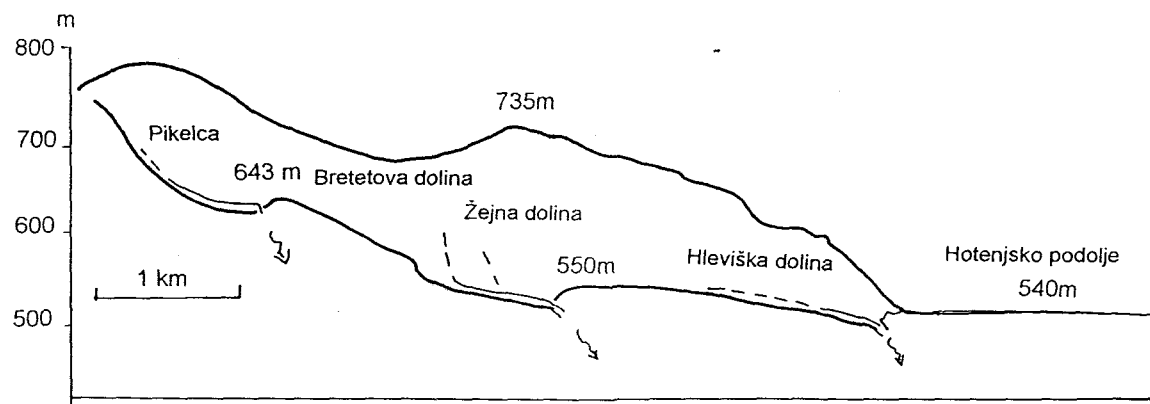 m
800
735m
700
Pikelca
643 m
Bretetova dolina
600
Žejna dolina
550m
Hleviška dolina
Hotenjsko podolje
540m
1 km
500